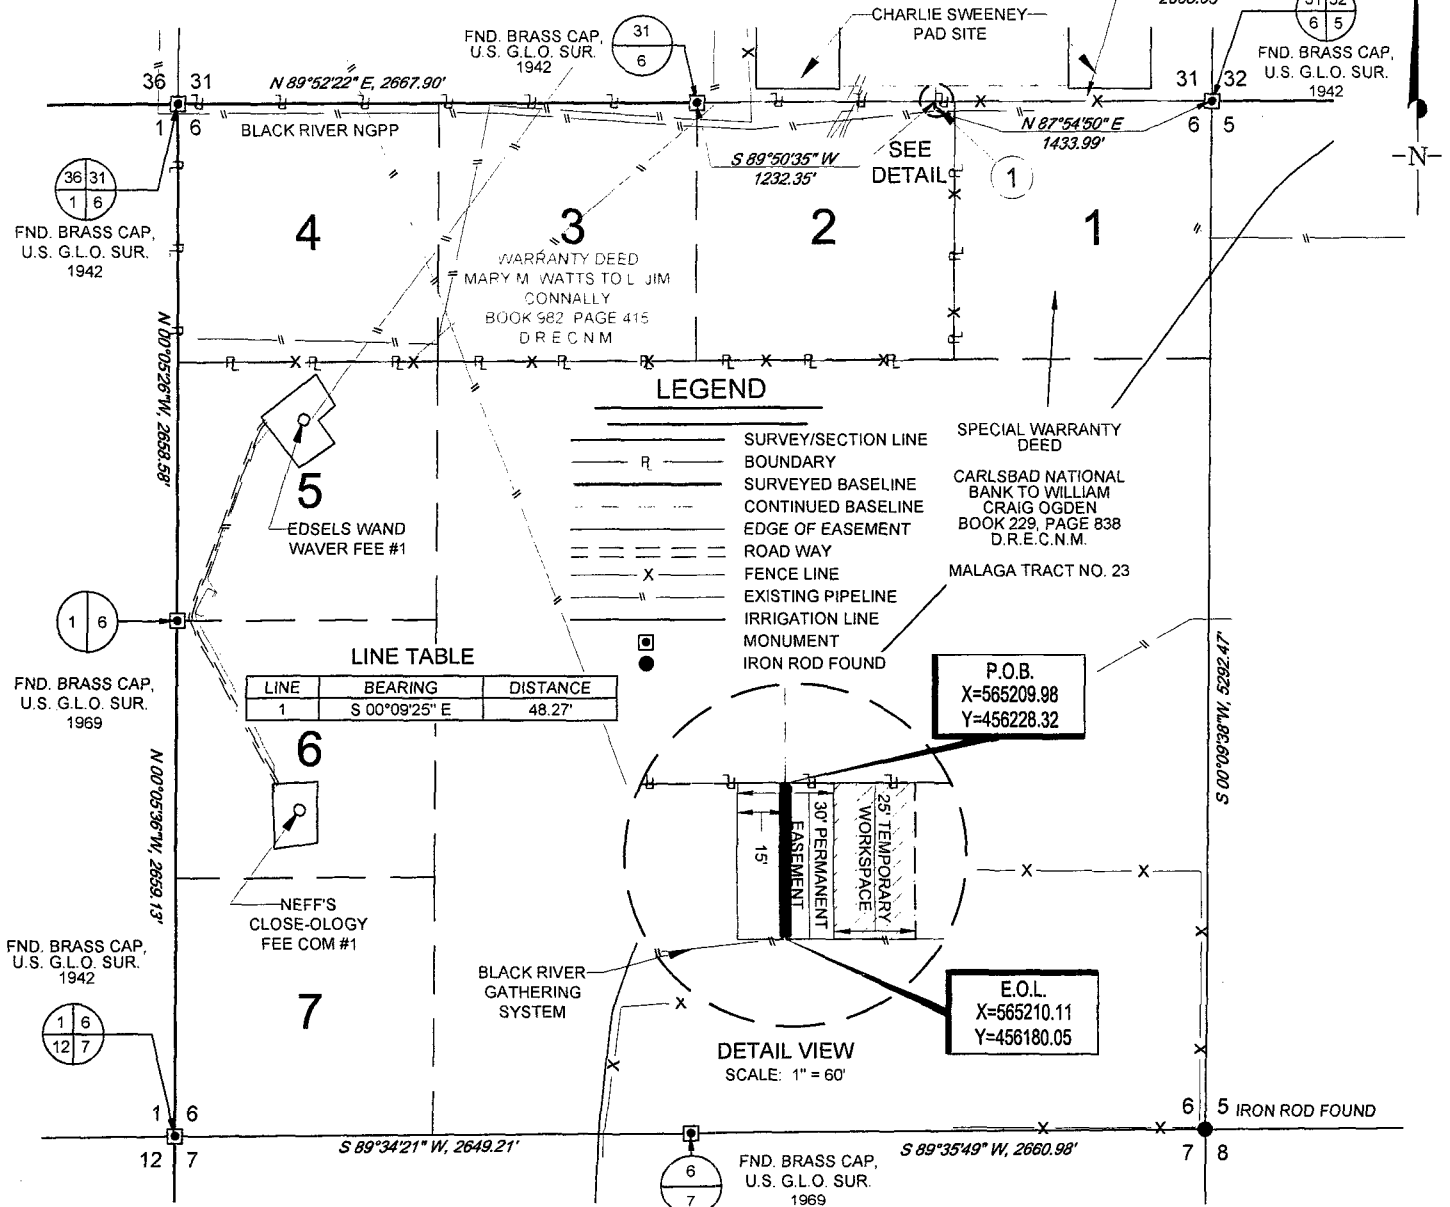 CHARLIE SWEENEY
PAD SITE
31
6
FND. BRASS CAP,
U.S. G.L.O. SUR.
1942
6 5
FND. BRASS CAP,
U.S. G.L.O. SUR.
1942
36 31
N 89°52'22" E, 2667.90'
31 32
1 6
BLACK RIVER NGPP
N 87°54'50" E
1433.99'
6 5
S 89°50'35" W
1232.35'
SEE
DETAIL
1
-N-
36 31
1 6
FND. BRASS CAP,
U.S. G.L.O. SUR.
1942
4
3
2
1
WARRANTY DEED
MARY M WATTS TO L JIM
CONNALLY
BOOK 982 PAGE 415
D R E C N M
N 00°05'26"W, 2658.58'
LEGEND
SURVEY/SECTION LINE
BOUNDARY
SURVEYED BASELINE
CONTINUED BASELINE
EDGE OF EASEMENT
ROAD WAY
FENCE LINE
EXISTING PIPELINE
IRRIGATION LINE
MONUMENT
IRON ROD FOUND
SPECIAL WARRANTY
DEED
CARLSBAD NATIONAL
BANK TO WILLIAM
CRAIG OGDEN
BOOK 229, PAGE 838
D.R.E.C.N.M.
MALAGA TRACT NO. 23
5
EDSELS WAND
WAVER FEE #1
1 6
FND. BRASS CAP,
U.S. G.L.O. SUR.
1969
LINE TABLE
LINE BEARING DISTANCE
1 S 00°09'25" E 48.27'
6
P.O.B.
X=565209.98
Y=456228.32
S 00°09'38"W, 5292.47'
N 00°05'36"W, 2659.13'
15'
30' PERMANENT
EASEMENT
25' TEMPORARY
WORKSPACE
NEFF'S
CLOSE-OLOGY
FEE COM #1
FND. BRASS CAP,
U.S. G.L.O. SUR.
1942
1 6
12 7
7
BLACK RIVER
GATHERING
SYSTEM
E.O.L.
X=565210.11
Y=456180.05
DETAIL VIEW
SCALE: 1" = 60'
1 6
12 7
S 89°34'21" W, 2649.21'
S 89°35'49" W, 2660.98'
6 5 IRON ROD FOUND
7 8
6
7
FND. BRASS CAP,
U.S. G.L.O. SUR.
1969